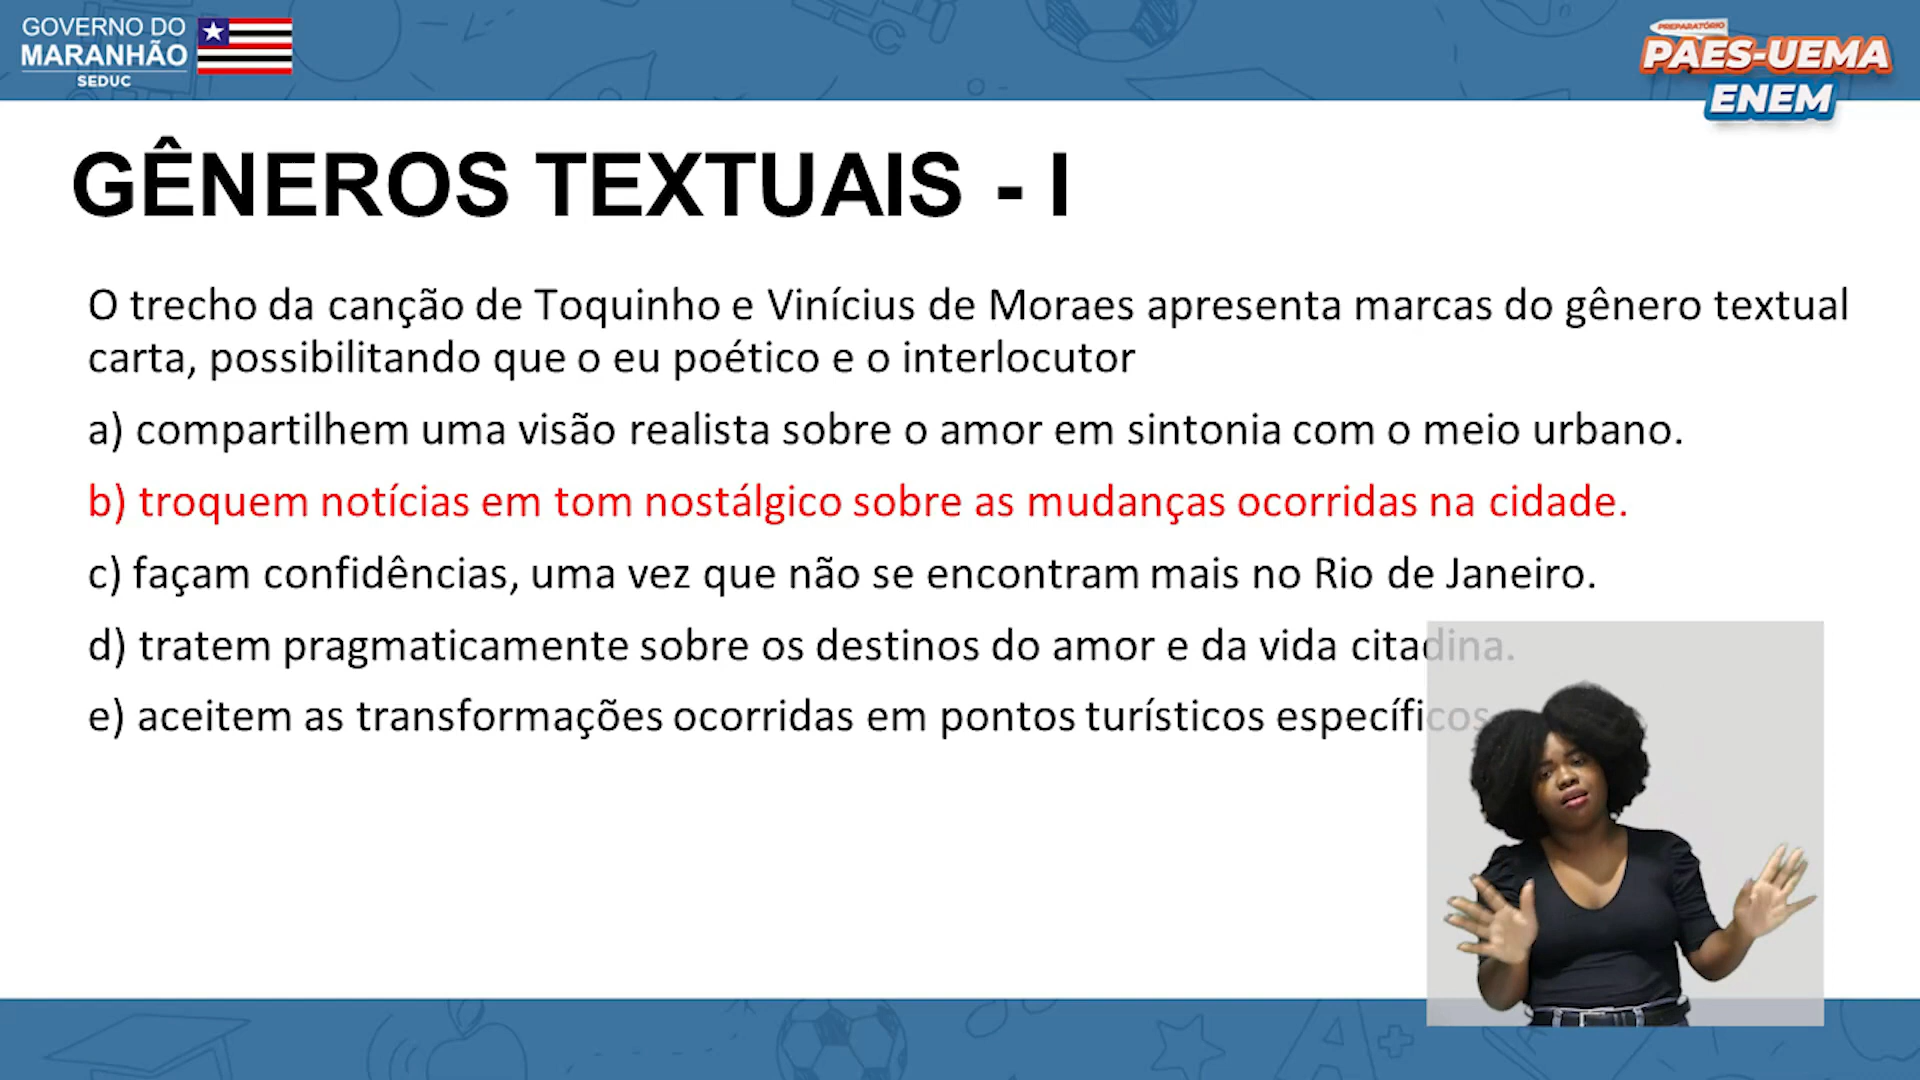 GOVERNO DO
MARANHÃO
SEDUC
PREPARATÓRIO
PAES-UEMA
ENEM
GÊNEROS TEXTUAIS - I
O trecho da canção de Toquinho e Vinícius de Moraes apresenta marcas do gênero textual
carta, possibilitando que o eu poético e o interlocutor
a) compartilhem uma visão realista sobre o amor em sintonia com o meio urbano.
b) troquem notícias em tom nostálgico sobre as mudanças ocorridas na cidade.
c) façam confidências, uma vez que não se encontram mais no Rio de Janeiro.
d) tratem pragmaticamente sobre os destinos do amor e da vida citadina.
e) aceitem as transformações ocorridas em pontos turísticos específicos
A+